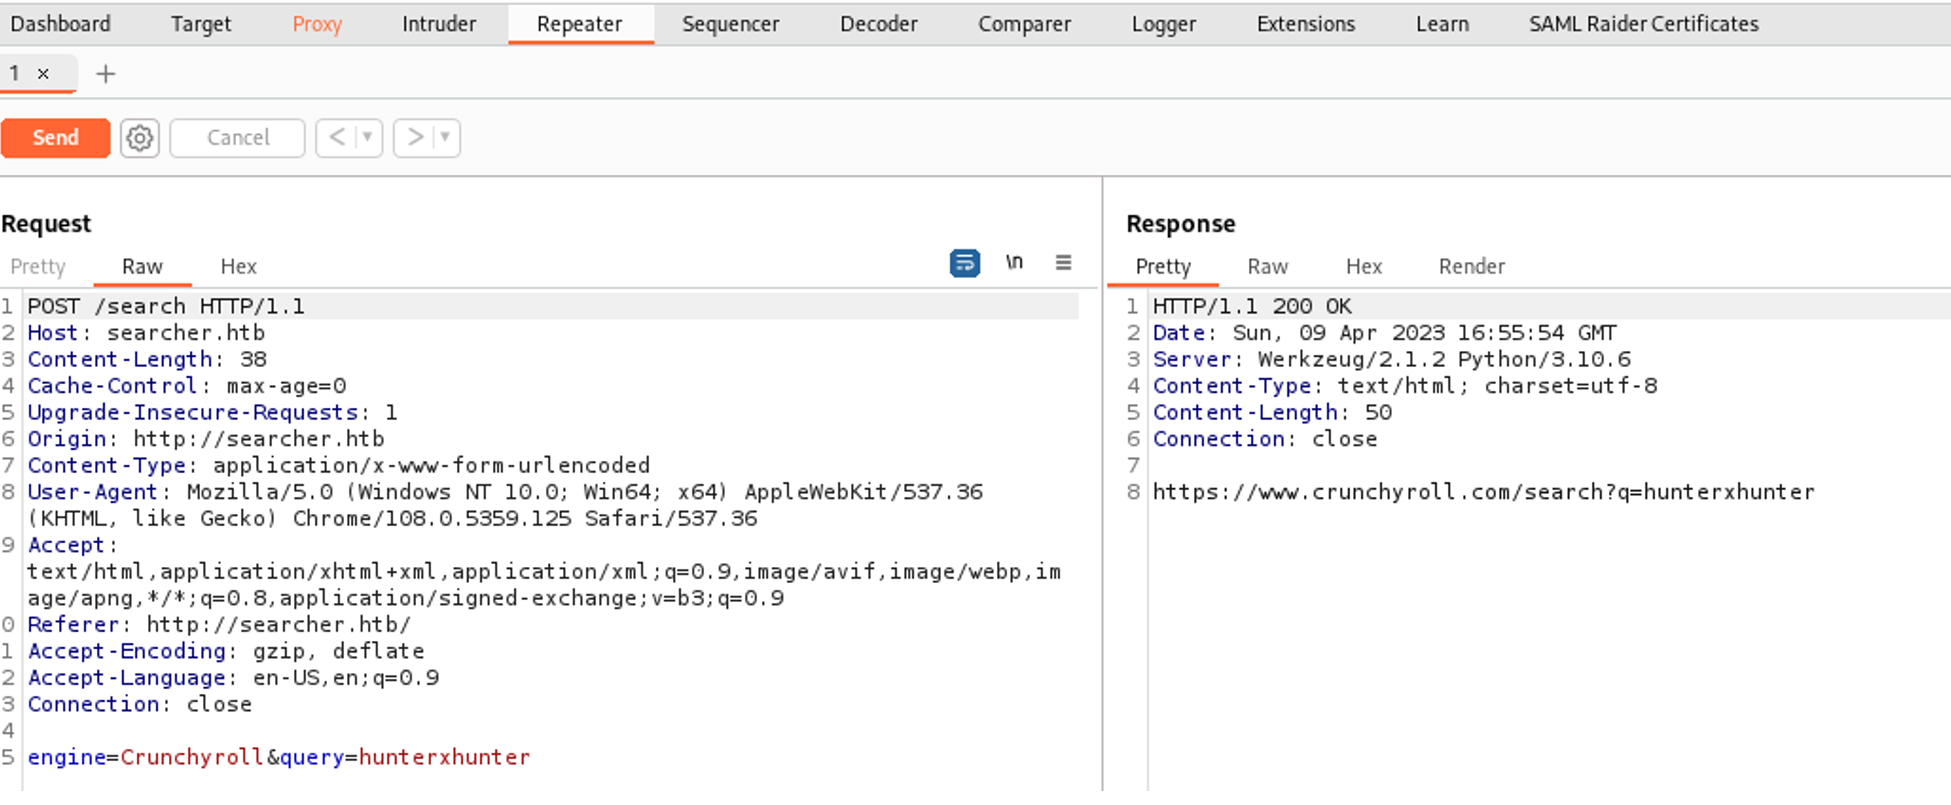 Dashboard Target Proxy Intruder Repeater Sequencer Decoder Comparer Logger Extensions Learn SAML Raider Certificates
1 × +
Send Cancel < ▼ > ▼
Request
Pretty Raw Hex \n ≡
1 POST /search HTTP/1.1
2 Host: searcher.htb
3 Content-Length: 38
4 Cache-Control: max-age=0
5 Upgrade-Insecure-Requests: 1
6 Origin: http://searcher.htb
7 Content-Type: application/x-www-form-urlencoded
8 User-Agent: Mozilla/5.0 (Windows NT 10.0; Win64; x64) AppleWebKit/537.36
(KHTML, like Gecko) Chrome/108.0.5359.125 Safari/537.36
9 Accept:
text/html,application/xhtml+xml,application/xml;q=0.9,image/avif,image/webp,im
age/apng,*/*;q=0.8,application/signed-exchange;v=b3;q=0.9
0 Referer: http://searcher.htb/
1 Accept-Encoding: gzip, deflate
2 Accept-Language: en-US,en;q=0.9
3 Connection: close
4
5 engine=Crunchyroll&query=hunterxhunter
Response
Pretty Raw Hex Render
1 HTTP/1.1 200 OK
2 Date: Sun, 09 Apr 2023 16:55:54 GMT
3 Server: Werkzeug/2.1.2 Python/3.10.6
4 Content-Type: text/html; charset=utf-8
5 Content-Length: 50
6 Connection: close
7
8 https://www.crunchyroll.com/search?q=hunterxhunter